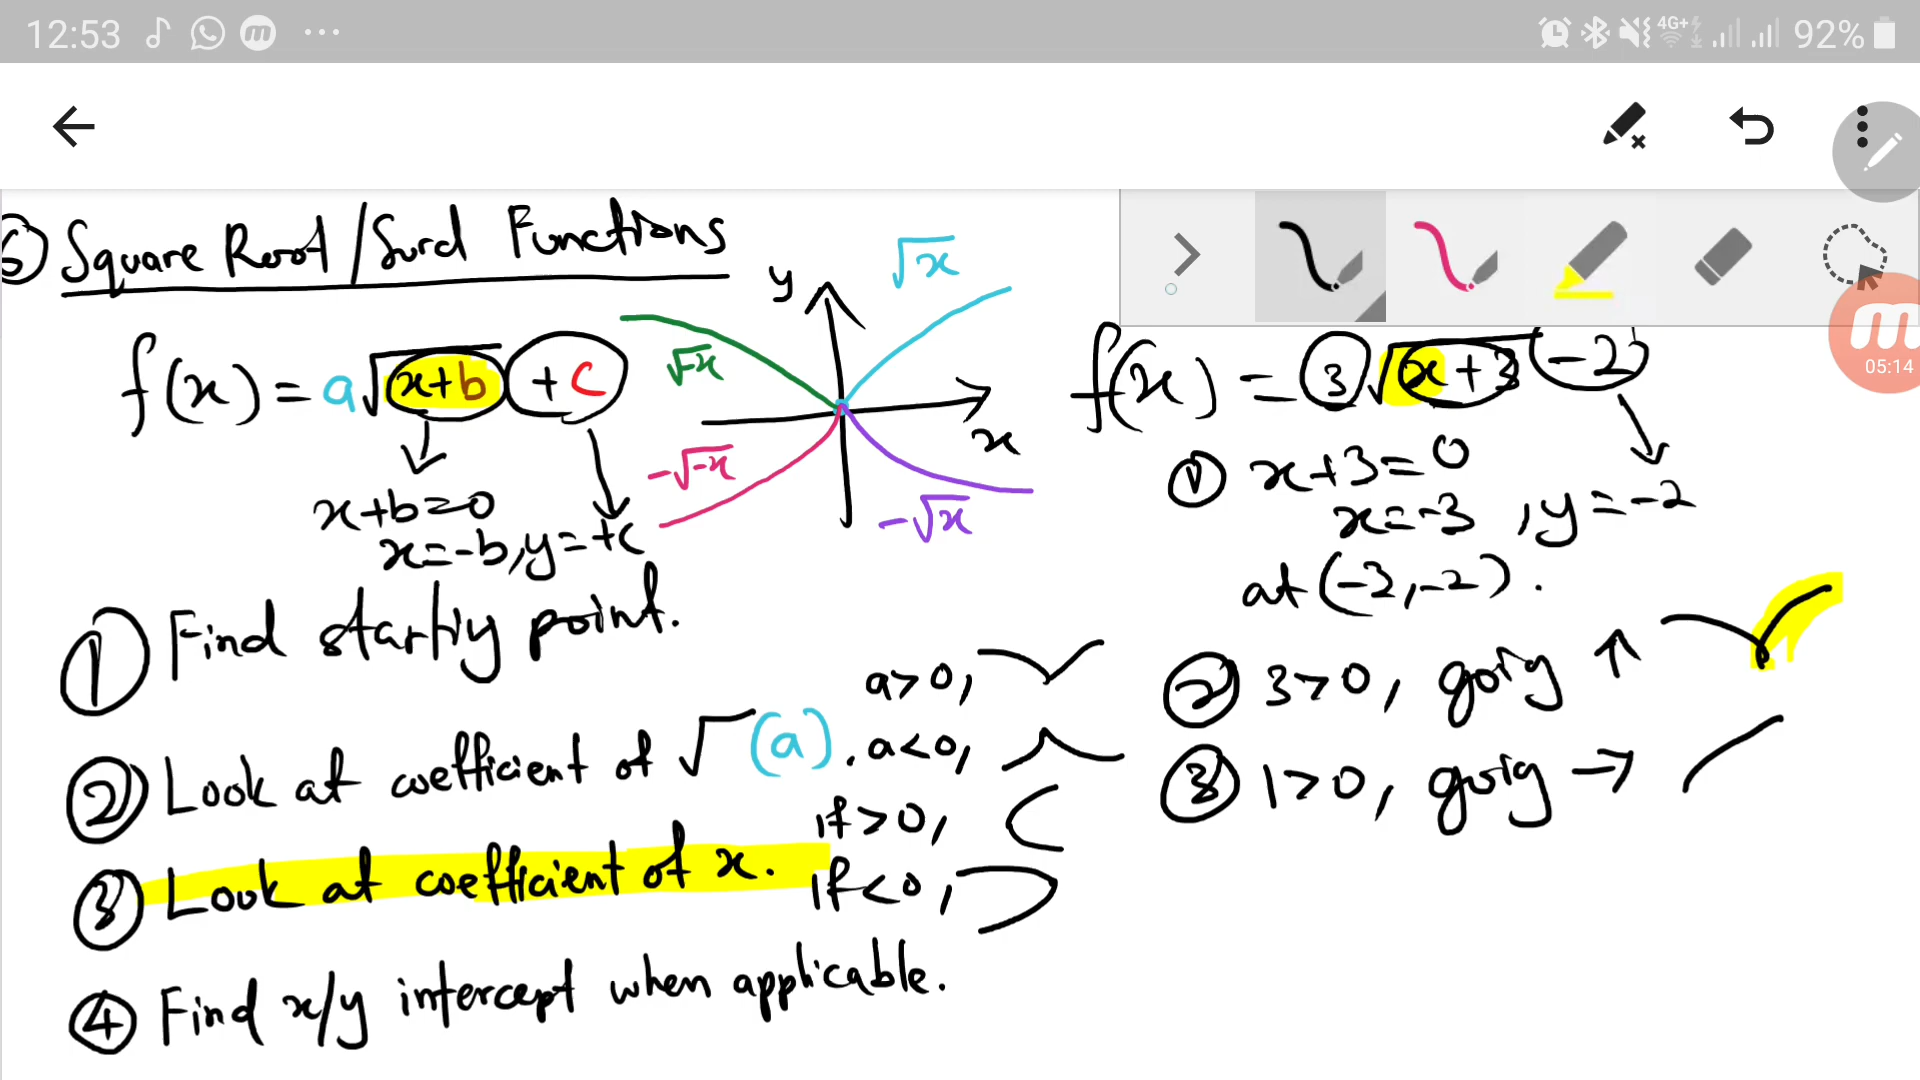 12:53 ... 4G+ 92%
05:14
6 Square Root / Surd Functions
f(x) = a√(x+b) + c
x+b=0
x=-b, y=+c
y
x
√x
√-x
-√-x
-√x
① Find starting point.
② Look at coefficient of √ (a). a>0,
a<0,
③ Look at coefficient of x. if >0,
if <0,
④ Find x/y intercept when applicable.
f(x) = 3√(x+3) -2
① x+3=0
x=-3, y=-2
at (-3,-2).
② 3>0, going ↑
③ 1>0, going →